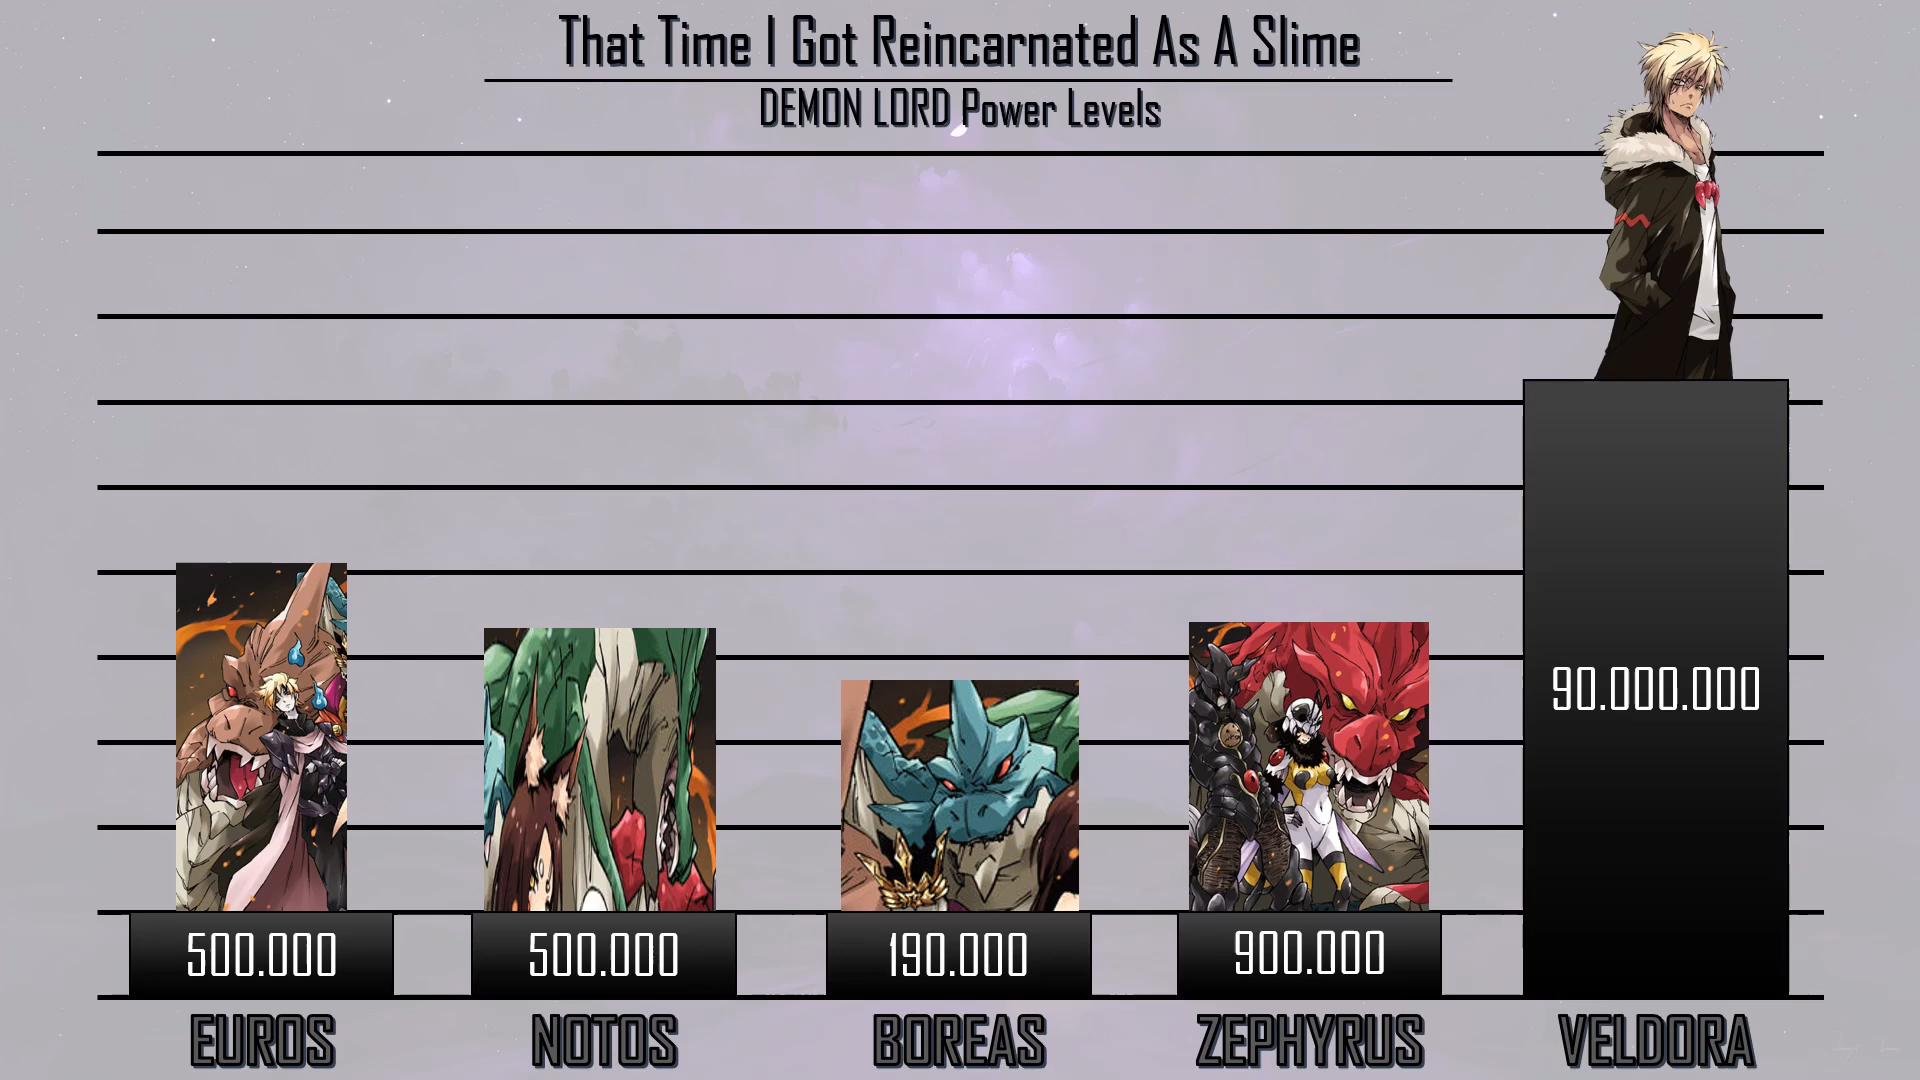 That Time I Got Reincarnated As A Slime
DEMON LORD Power Levels
90.000.000
500.000
500.000
190.000
900.000
EUROS
NOTOS
BOREAS
ZEPHYRUS
VELDORA